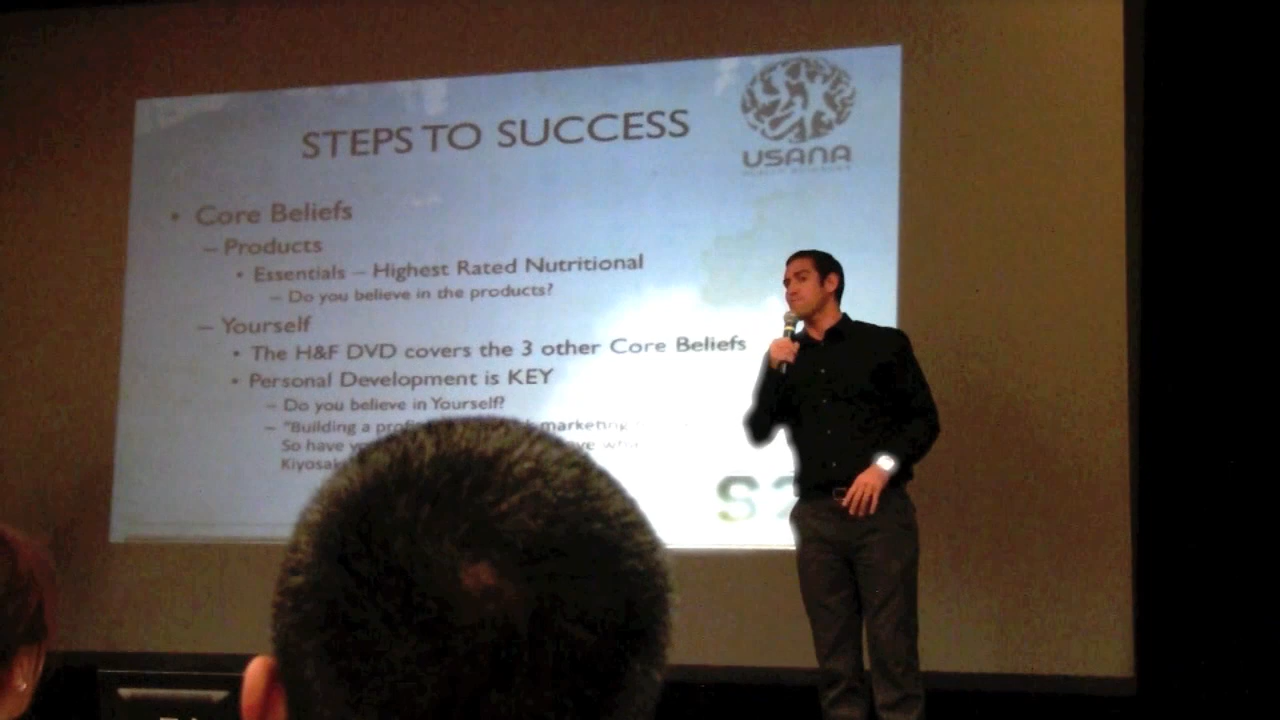 STEPS TO SUCCESS
USANA
• Core Beliefs
– Products
• Essentials – Highest Rated Nutritional
– Do you believe in the products?
– Yourself
• The H&F DVD covers the 3 other Core Beliefs
• Personal Development is KEY
– Do you believe in Yourself?
– "Building a marketing
So have
S